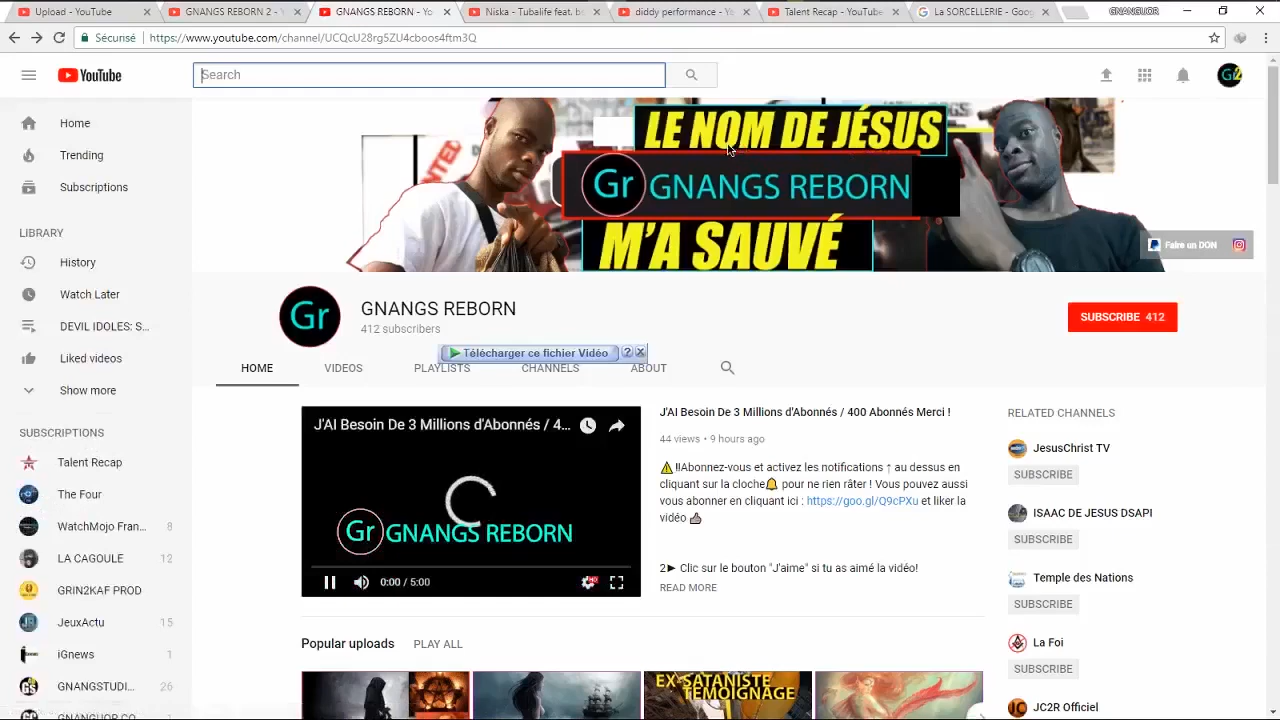 Upload - YouTube
GNANGS REBORN 2 - Y
GNANGS REBORN - Yo
Niska - Tubalife feat. b
diddy performance - Yo
Talent Recap - YouTube
La SORCELLERIE - Goog
GNANGUOR
Sécurisé
https://www.youtube.com/channel/UCQcU28rg5ZU4cboos4ftm3Q
YouTube
Search
Gr2
Home
Trending
Subscriptions
LIBRARY
History
Watch Later
DEVIL IDOLES: S...
Liked videos
Show more
SUBSCRIPTIONS
Talent Recap
The Four
WatchMojo Fran... 8
LA CAGOULE 12
GRIN2KAF PROD
JeuxActu 15
iGnews 1
GNANGSTUDI... 26
GNANGUOR CO
LE NOM DE JÉSUS
Gr GNANGS REBORN
M'A SAUVÉ
Faire un DON
Gr
GNANGS REBORN
412 subscribers
SUBSCRIBE 412
Télécharger ce fichier Vidéo ?
HOME VIDEOS PLAYLISTS CHANNELS ABOUT
J'AI Besoin De 3 Millions d'Abonnés / 4...
Gr GNANGS REBORN
0:00 / 5:00
HD
J'AI Besoin De 3 Millions d'Abonnés / 400 Abonnés Merci !
44 views • 9 hours ago
⚠‼Abonnez-vous et activez les notifications ↑ au dessus en
cliquant sur la cloche🔔 pour ne rien râter ! Vous pouvez aussi
vous abonner en cliquant ici : https://goo.gl/Q9cPXu et liker la
vidéo 👍
2► Clic sur le bouton "J'aime" si tu as aimé la vidéo!
READ MORE
Popular uploads PLAY ALL
EX-SATANISTE
TÉMOIGNAGE
RELATED CHANNELS
JesusChrist TV
SUBSCRIBE
ISAAC DE JESUS DSAPI
SUBSCRIBE
Temple des Nations
SUBSCRIBE
La Foi
SUBSCRIBE
JC2R Officiel